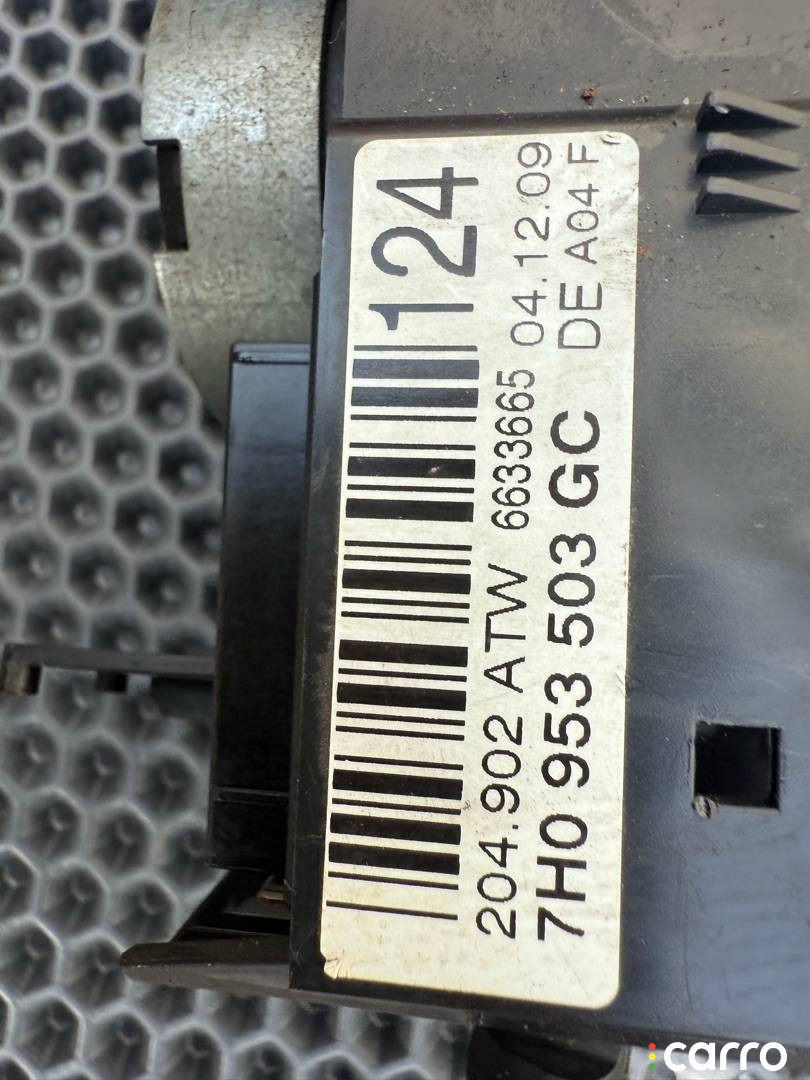 124
204.902 ATW 6633665 04.12.09
7H0 953 503 GC DE A04 F
carro